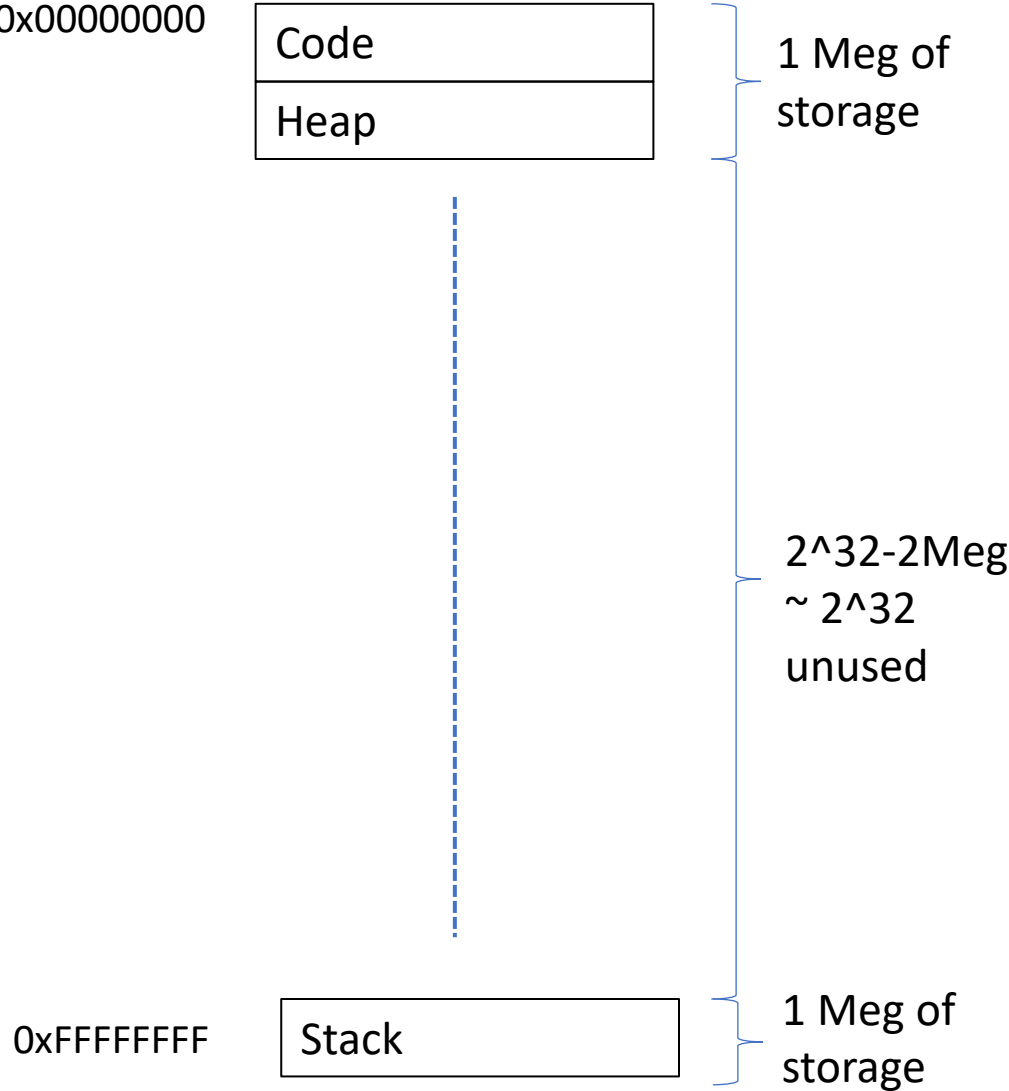 0x00000000
Code
Heap
1 Meg of
storage
2^32-2Meg
~ 2^32
unused
0xFFFFFFFF
Stack
1 Meg of
storage